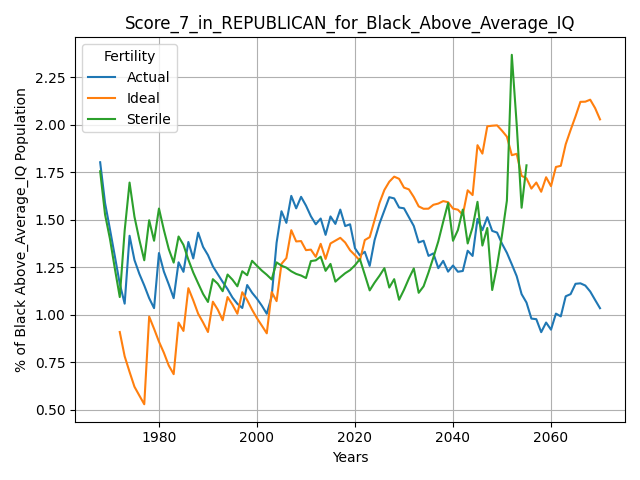 Score_7_in_REPUBLICAN_for_Black_Above_Average_IQ
Fertility
Actual
Ideal
Sterile
% of Black Above_Average_IQ Population
2.25
2.00
1.75
1.50
1.25
1.00
0.75
0.50
1980
2000
2020
2040
2060
Years